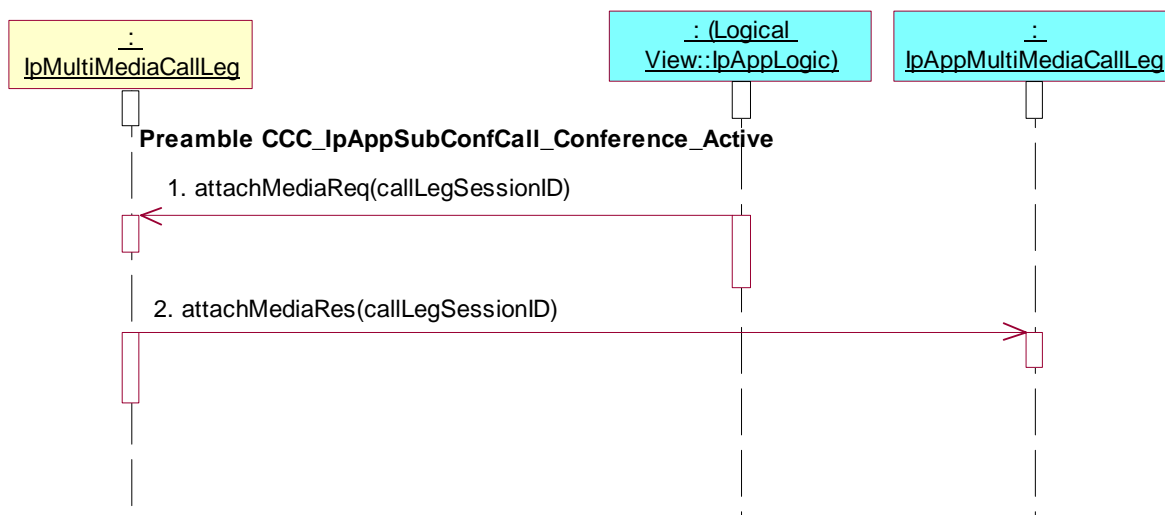 :
IpMultiMediaCallLeg
: (Logical
View::IpAppLogic)
:
IpAppMultiMediaCallLeg
Preamble CCC_IpAppSubConfCall_Conference_Active
1. attachMediaReq(callLegSessionID)
2. attachMediaRes(callLegSessionID)